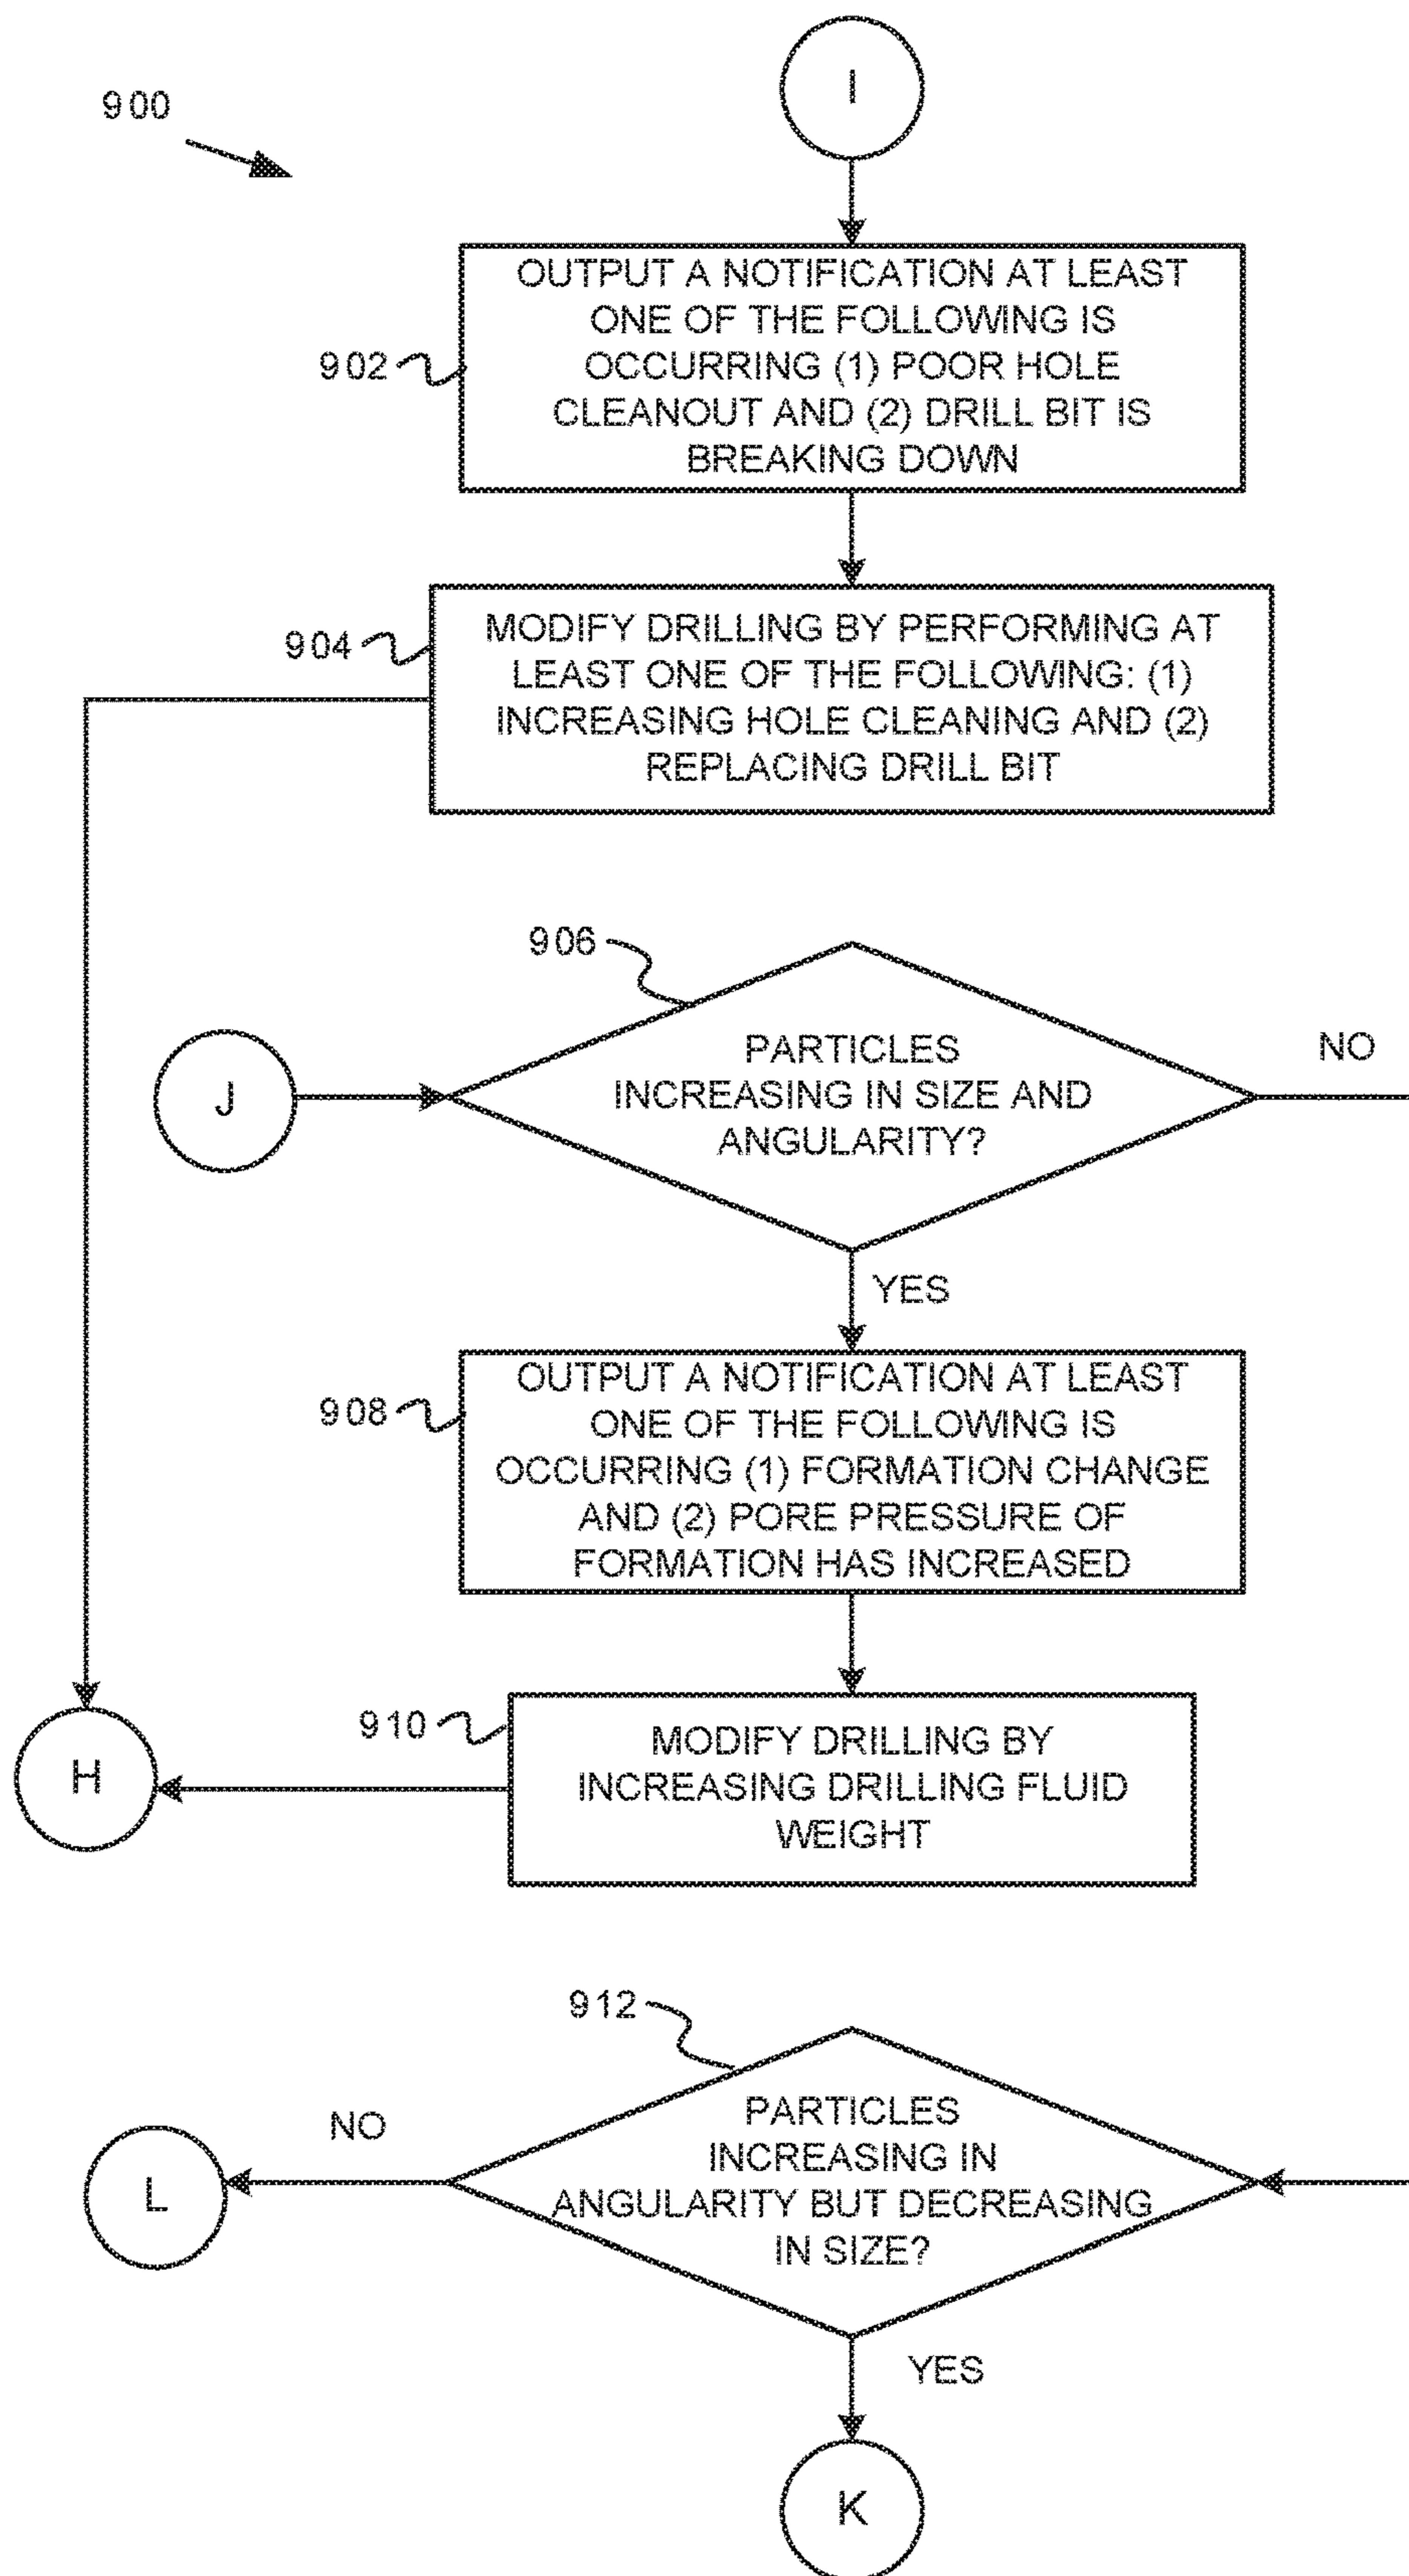 I
900
OUTPUT A NOTIFICATION AT LEAST
ONE OF THE FOLLOWING IS
OCCURRING (1) POOR HOLE
CLEANOUT AND (2) DRILL BIT IS
BREAKING DOWN
902
MODIFY DRILLING BY PERFORMING AT
LEAST ONE OF THE FOLLOWING: (1)
INCREASING HOLE CLEANING AND (2)
REPLACING DRILL BIT
904
906
J
PARTICLES
INCREASING IN SIZE AND
ANGULARITY?
NO
YES
OUTPUT A NOTIFICATION AT LEAST
ONE OF THE FOLLOWING IS
OCCURRING (1) FORMATION CHANGE
AND (2) PORE PRESSURE OF
FORMATION HAS INCREASED
908
910
MODIFY DRILLING BY
INCREASING DRILLING FLUID
WEIGHT
H
912
PARTICLES
INCREASING IN
ANGULARITY BUT DECREASING
IN SIZE?
NO
L
YES
K